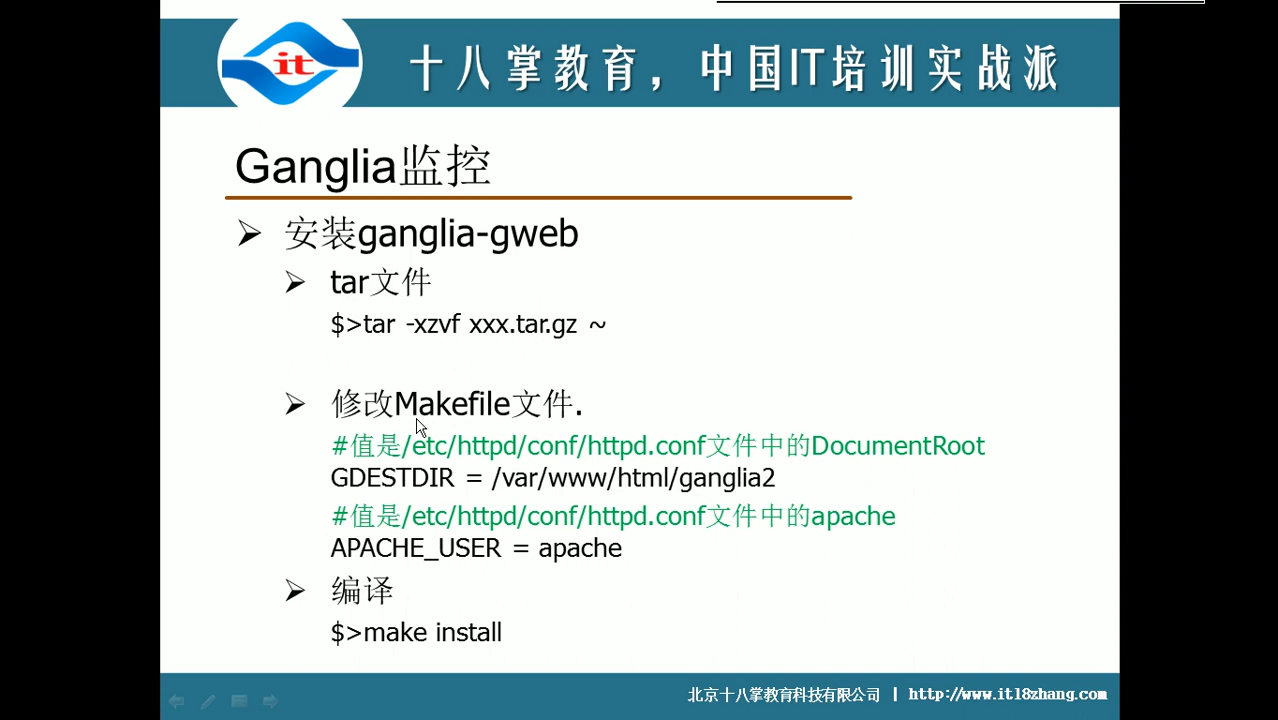 it
十八掌教育，中国IT培训实战派
Ganglia监控
安装ganglia-gweb
tar文件
$>tar -xzvf xxx.tar.gz ~
修改Makefile文件.
#值是/etc/httpd/conf/httpd.conf文件中的DocumentRoot
GDESTDIR = /var/www/html/ganglia2
#值是/etc/httpd/conf/httpd.conf文件中的apache
APACHE_USER = apache
编译
$>make install
北京十八掌教育科技有限公司 | http://www.it18zhang.com